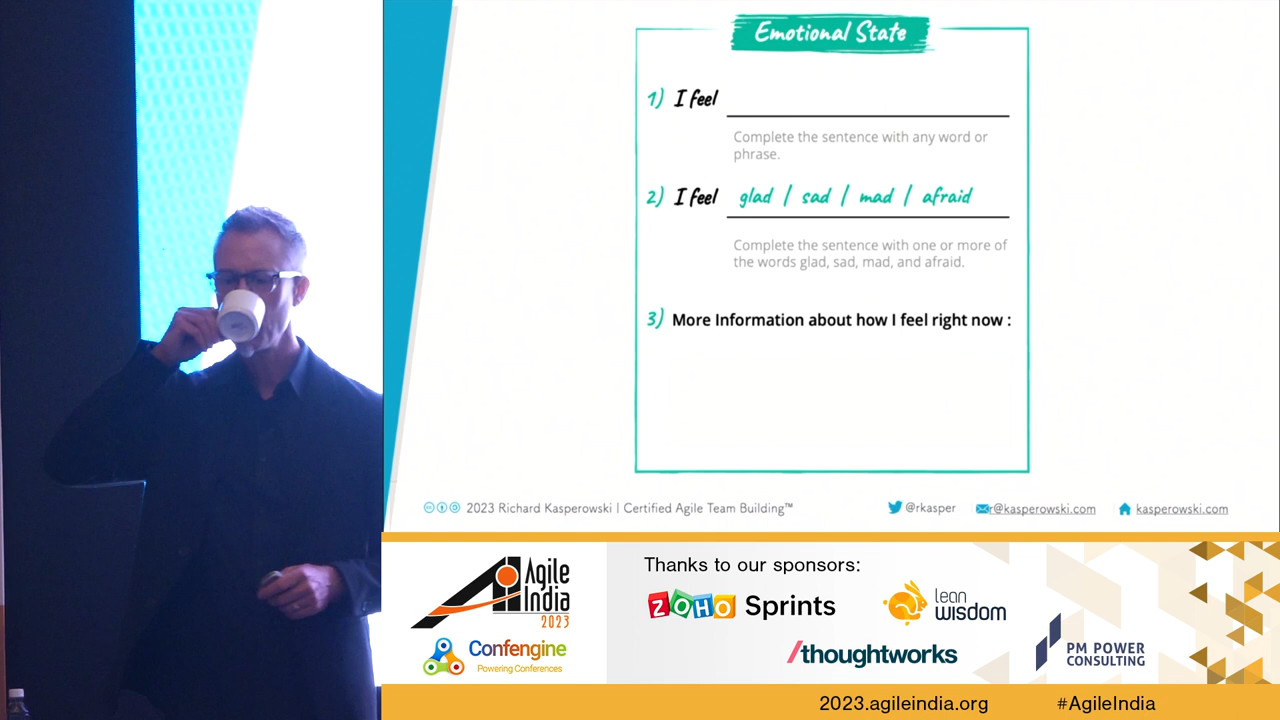 Emotional State
1) I feel
Complete the sentence with any word or
phrase.
2) I feel glad / sad / mad / afraid
Complete the sentence with one or more of
the words glad, sad, mad, and afraid.
3) More Information about how I feel right now :
2023 Richard Kasperowski | Certified Agile Team Building™
@rkasper
r@kasperowski.com
kasperowski.com
Agile
India
2023
Confengine
Powering Conferences
Thanks to our sponsors:
ZOHO Sprints
lean
wisdom
/thoughtworks
PM POWER
CONSULTING
2023.agileindia.org
#AgileIndia